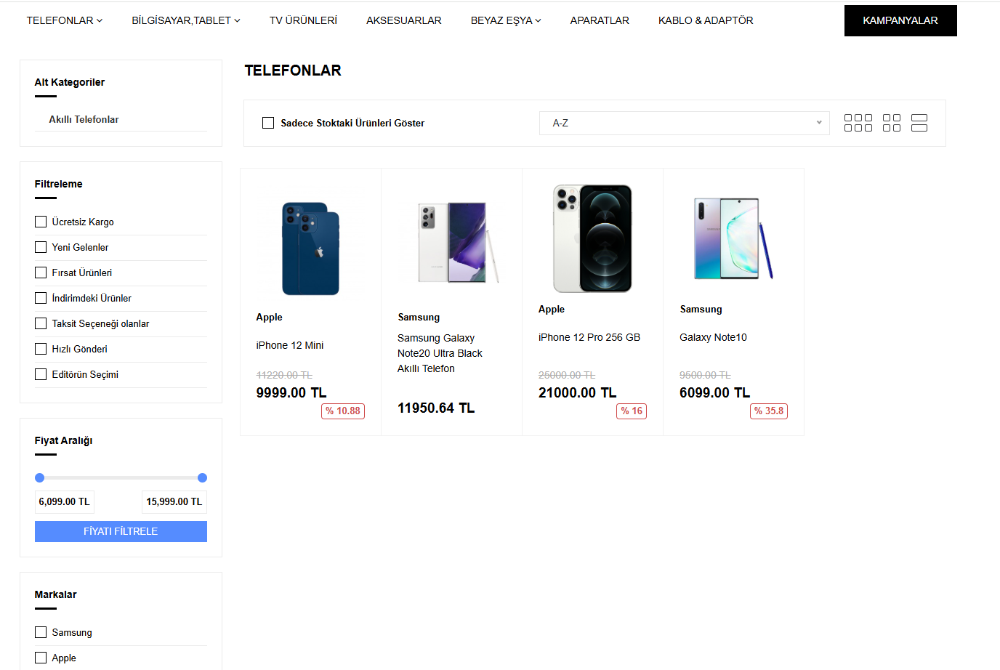 TELEFONLAR
BİLGİSAYAR,TABLET
TV ÜRÜNLERİ
AKSESUARLAR
BEYAZ EŞYA
APARATLAR
KABLO & ADAPTÖR
KAMPANYALAR
Alt Kategoriler
Akıllı Telefonlar
Filtreleme
Ücretsiz Kargo
Yeni Gelenler
Fırsat Ürünleri
İndirimdeki Ürünler
Taksit Seçeneği olanlar
Hızlı Gönderi
Editörün Seçimi
Fiyat Aralığı
6,099.00 TL
15,999.00 TL
FİYATI FİLTRELE
Markalar
Samsung
Apple
TELEFONLAR
Sadece Stoktaki Ürünleri Göster
A-Z
Apple
iPhone 12 Mini
11220.00 TL
9999.00 TL
% 10.88
Samsung
Samsung Galaxy
Note20 Ultra Black
Akıllı Telefon
11950.64 TL
Apple
iPhone 12 Pro 256 GB
25000.00 TL
21000.00 TL
% 16
Samsung
Galaxy Note10
9500.00 TL
6099.00 TL
% 35.8